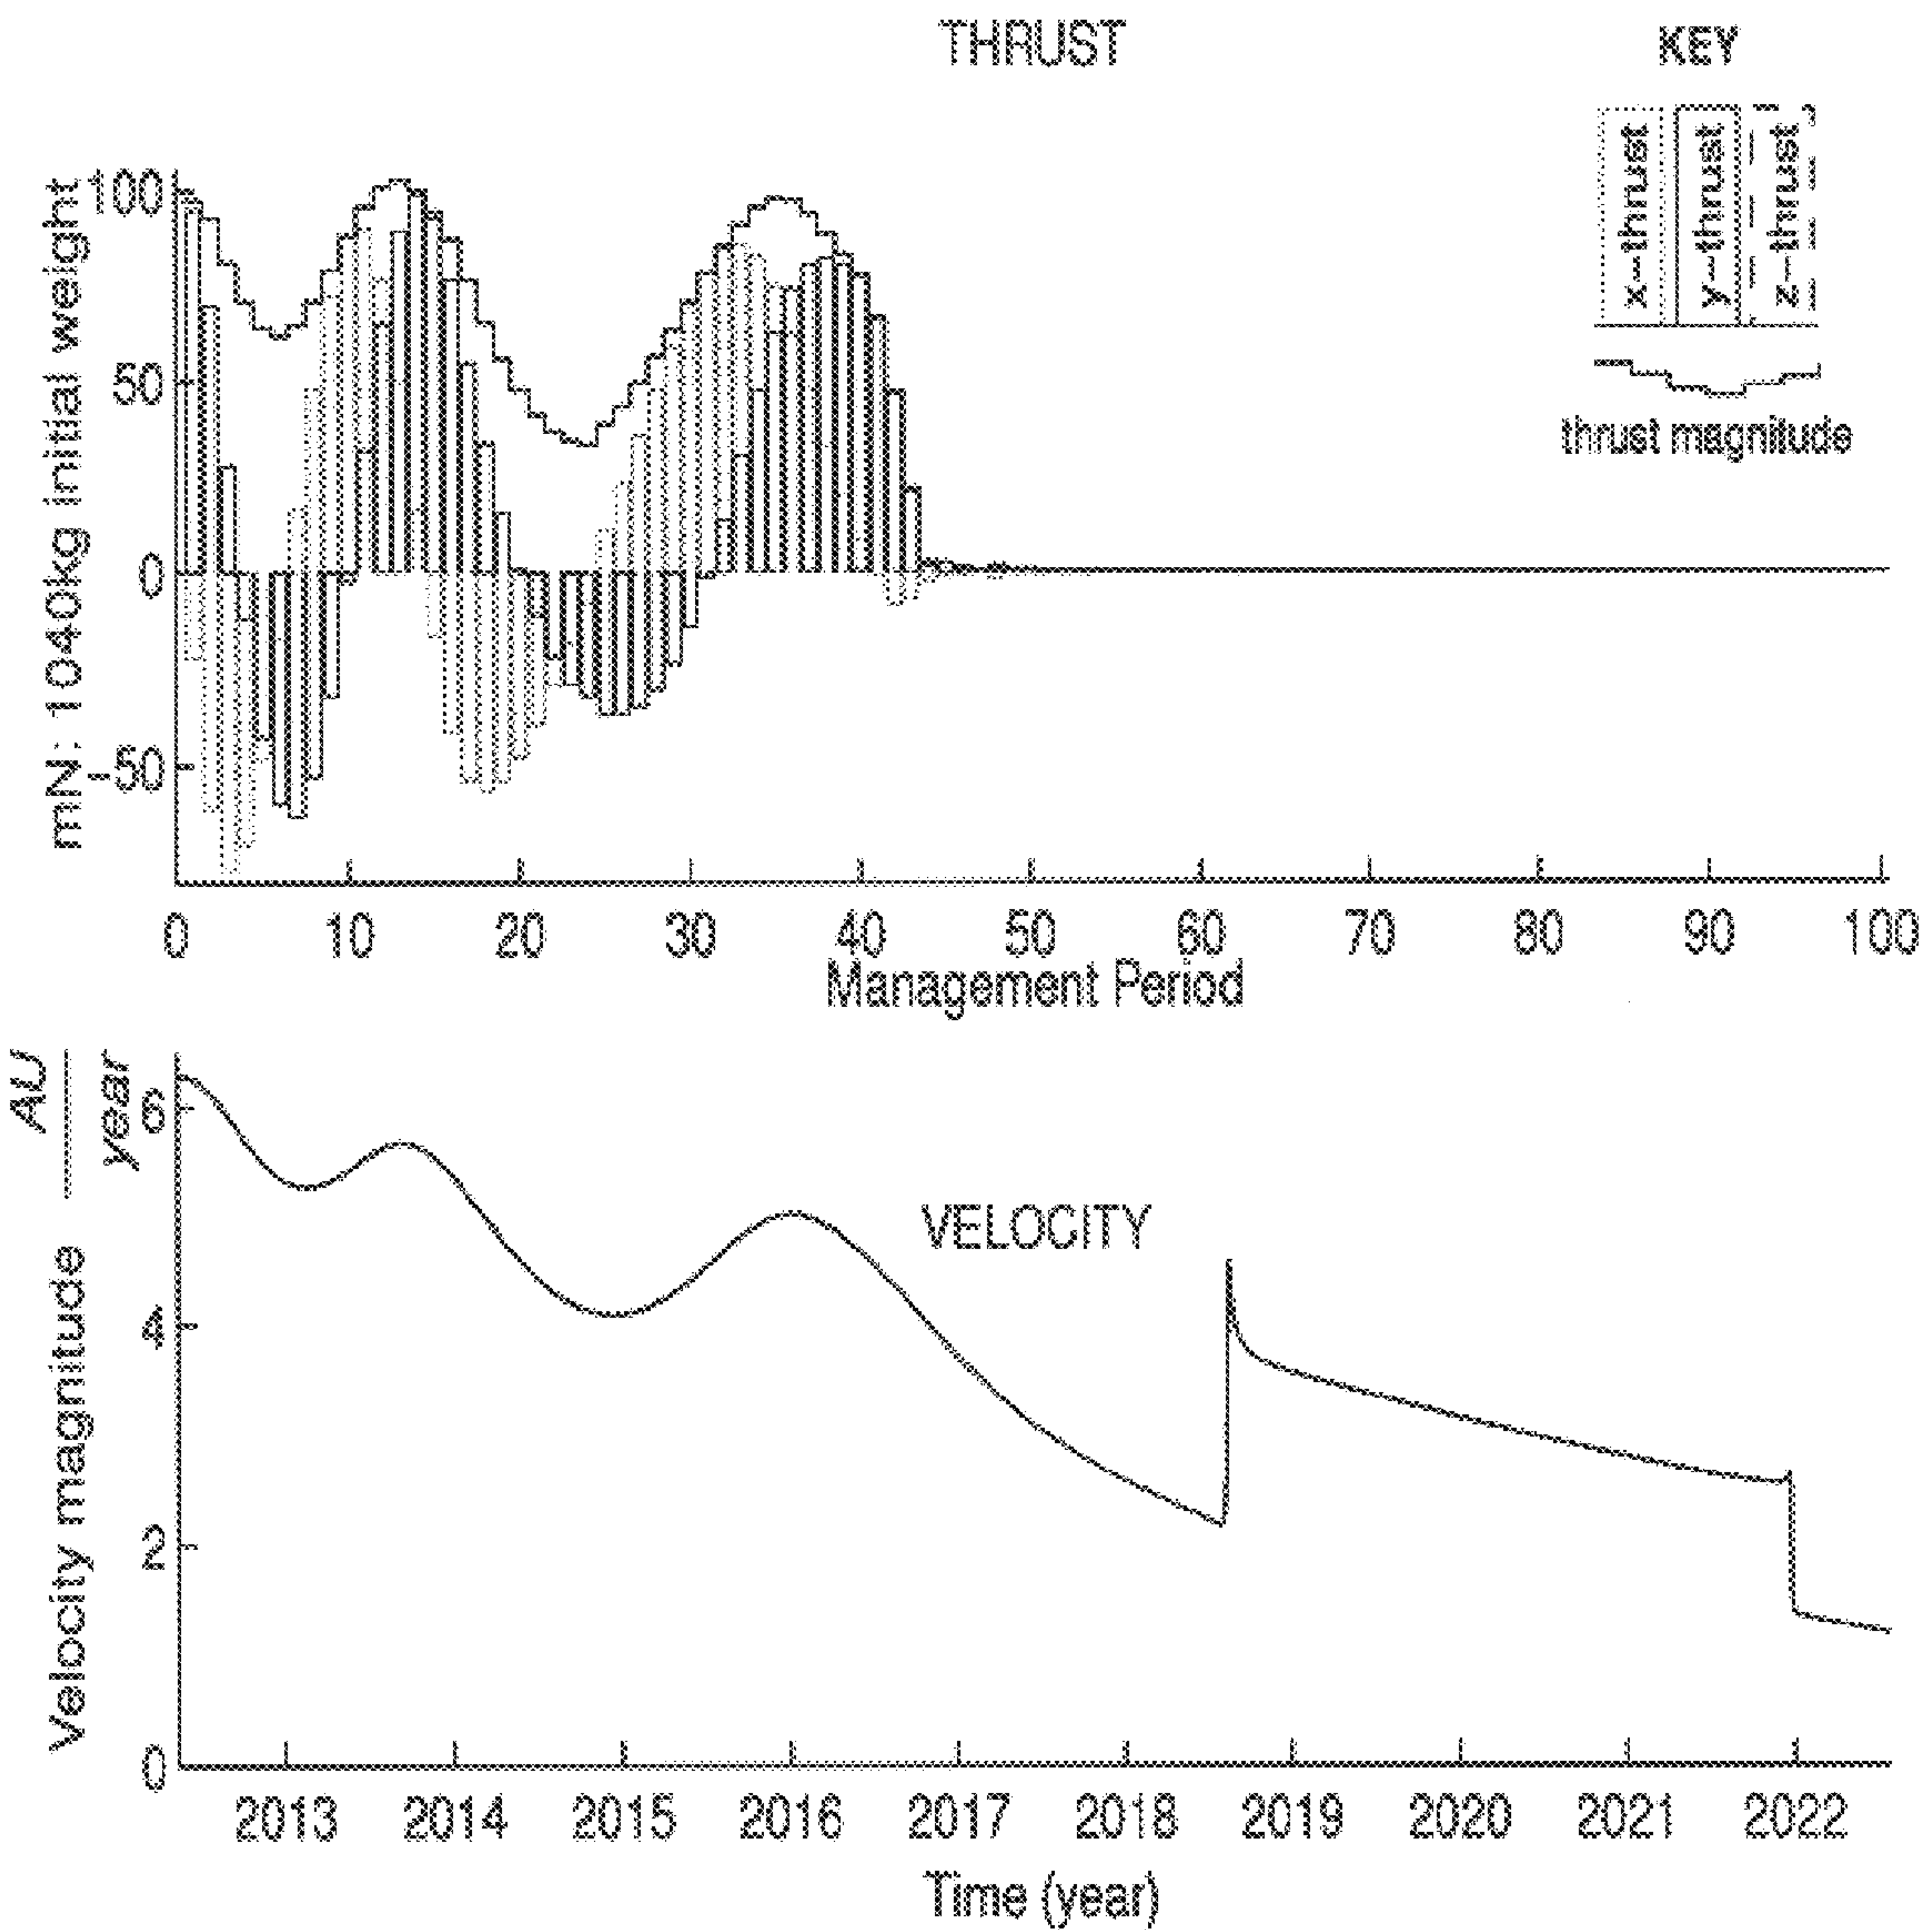 THRUST
KEY
x-thrust
y-thrust
z-thrust
thrust magnitude
mN: 1040kg initial weight
100
50
0
-50
0 10 20 30 40 50 60 70 80 90 100
Management Period
VELOCITY
Velocity magnitude AU
year
6
4
2
0
2013 2014 2015 2016 2017 2018 2019 2020 2021 2022
Time (year)